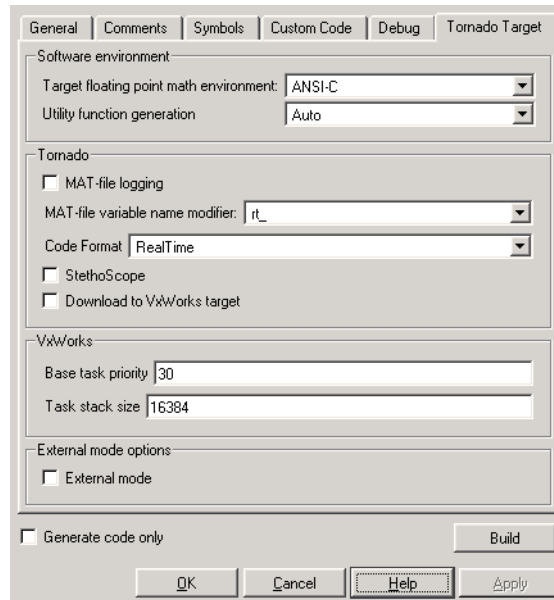 General Comments Symbols Custom Code Debug Tornado Target
Software environment
Target floating point math environment: ANSI-C
Utility function generation Auto
Tornado
MAT-file logging
MAT-file variable name modifier: rt_
Code Format RealTime
StethoScope
Download to VxWorks target
VxWorks
Base task priority 30
Task stack size 16384
External mode options
External mode
Generate code only Build
OK Cancel Help Apply